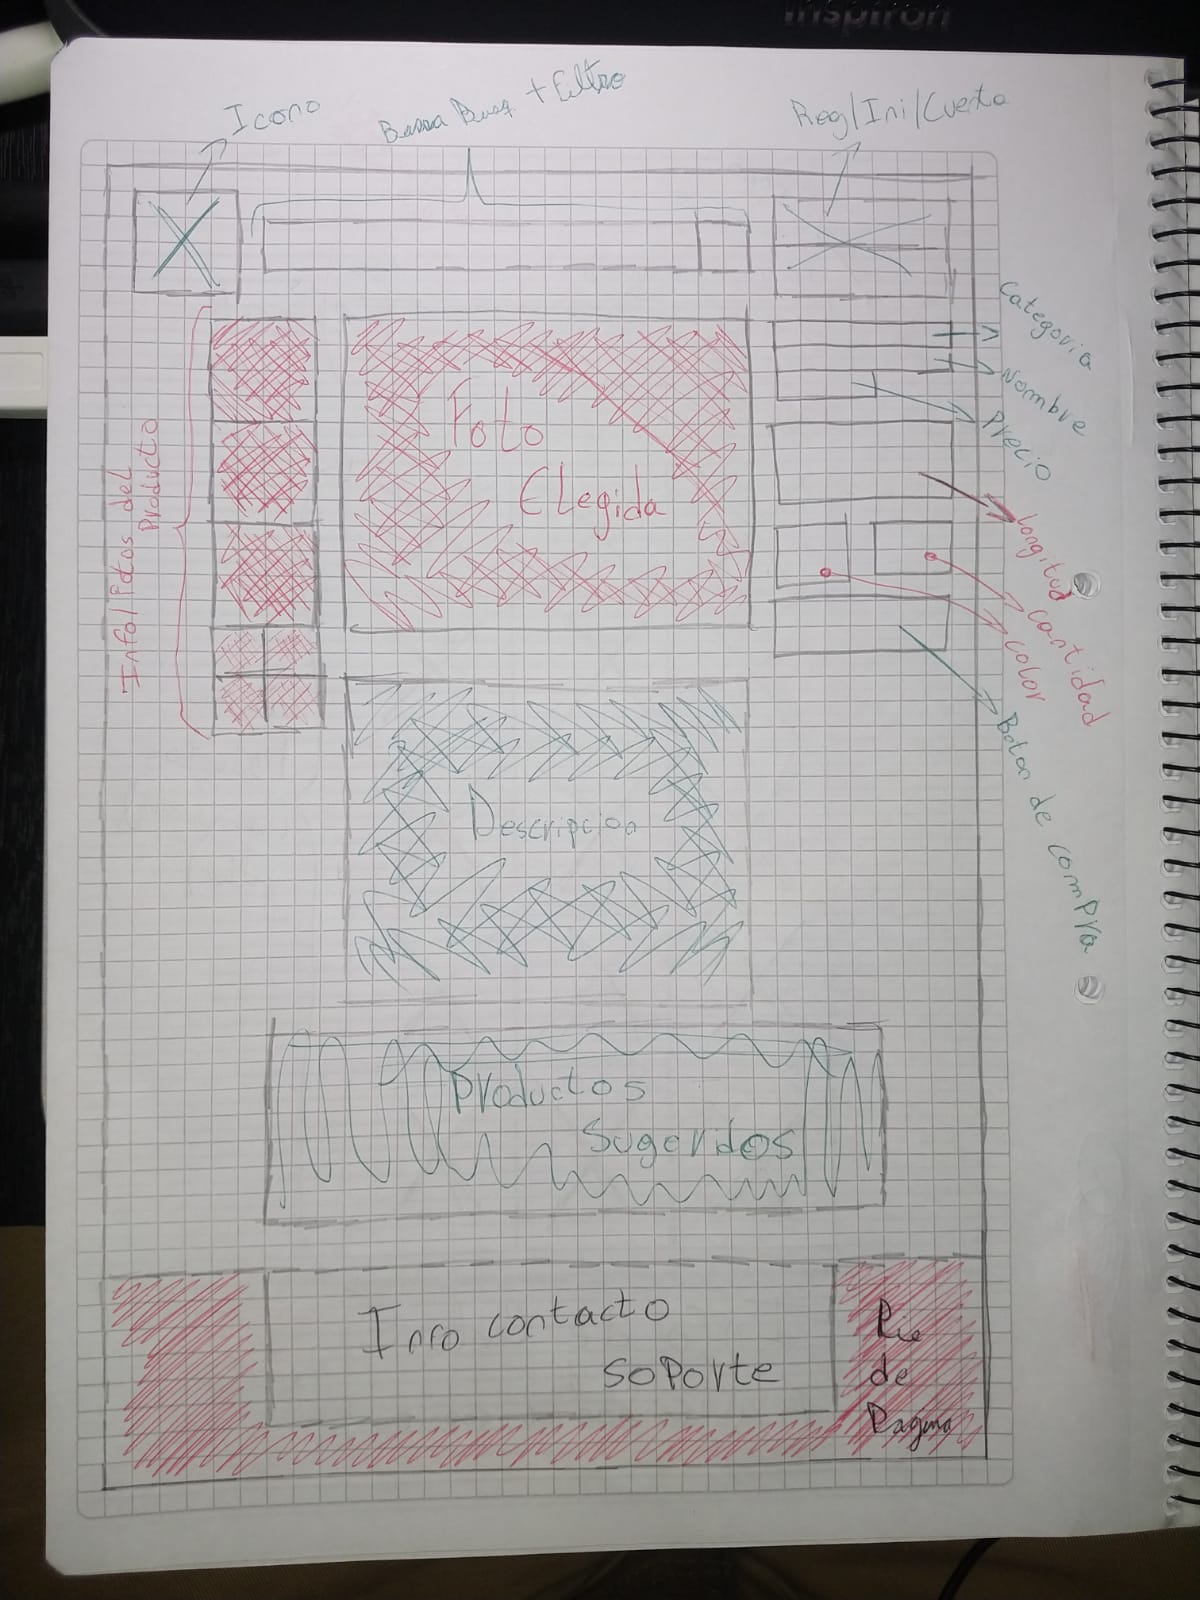 Inspiron
Icono
Barra Busq. + Filtro
Reg/Ini/Cuenta
Categoria
Nombre
Precio
Info/Fotos del
Producto
Foto
Elegida
Longitud
cantidad
color
Boton de comPra
Descripcion
Productos
Sugeridos
Info contacto
soPorte
Pie
de
Pagina